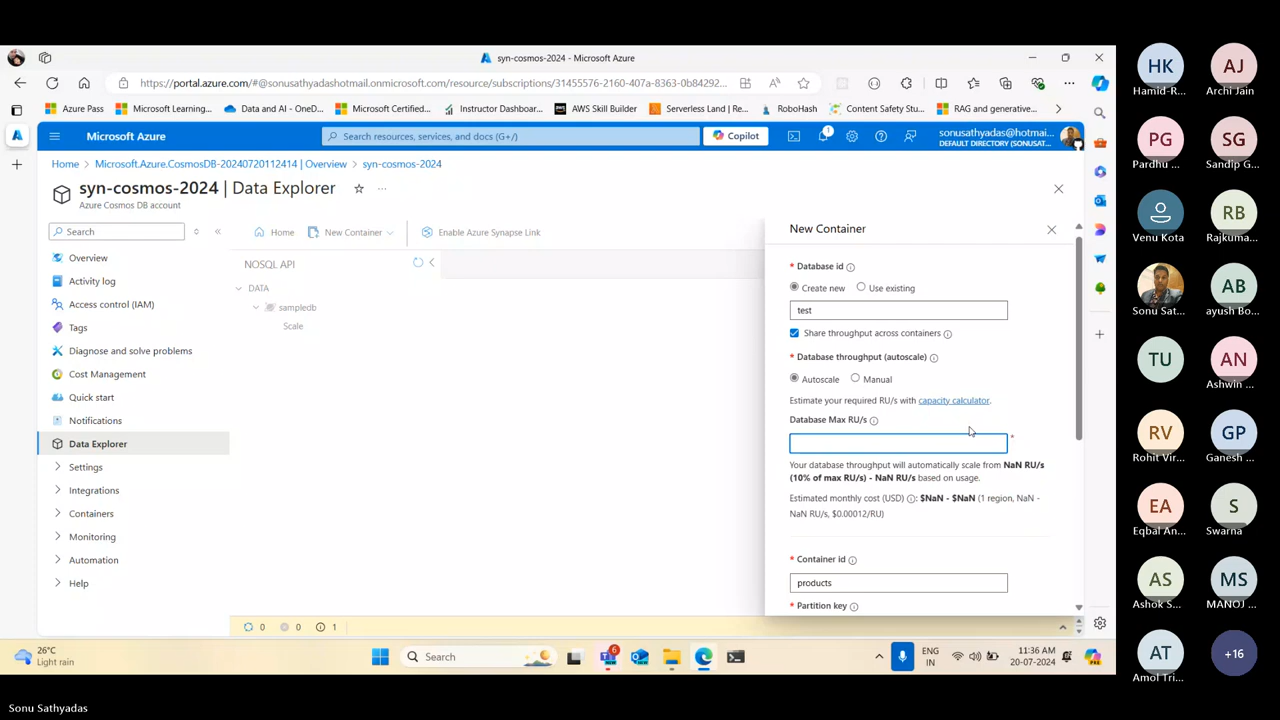 syn-cosmos-2024 - Microsoft Azure
https://portal.azure.com/#@sonusathyadashotmail.onmicrosoft.com/resource/subscriptions/31455576-2160-407a-8363-0b84292...
Azure Pass
Microsoft Learning...
Data and AI - OneD...
Microsoft Certified...
Instructor Dashboar...
AWS Skill Builder
Serverless Land | Re...
RoboHash
Content Safety Stu...
RAG and generative...
Microsoft Azure
Search resources, services, and docs (G+/)
Copilot
1
sonusathyadas@hotmai...
DEFAULT DIRECTORY (SONUSAT...
Home > Microsoft.Azure.CosmosDB-20240720112414 | Overview > syn-cosmos-2024
syn-cosmos-2024 | Data Explorer
Azure Cosmos DB account
Search
Overview
Activity log
Access control (IAM)
Tags
Diagnose and solve problems
Cost Management
Quick start
Notifications
Data Explorer
Settings
Integrations
Containers
Monitoring
Automation
Help
Home
New Container
Enable Azure Synapse Link
NOSQL API
DATA
sampledb
Scale
0 0 1
New Container
* Database id
Create new Use existing
test
Share throughput across containers
* Database throughput (autoscale)
Autoscale Manual
Estimate your required RU/s with capacity calculator.
Database Max RU/s
*
Your database throughput will automatically scale from NaN RU/s
(10% of max RU/s) - NaN RU/s based on usage.
Estimated monthly cost (USD) : $NaN - $NaN (1 region, NaN -
NaN RU/s, $0.00012/RU)
* Container id
products
* Partition key
26°C
Light rain
Search
6
ENG
IN
11:36 AM
20-07-2024
HK
Hamid-R...
AJ
Archi Jain
PG
Pardhu ...
SG
Sandip G...
Venu Kota
RB
Rajkuma...
Sonu Sat...
AB
ayush Bo...
TU
AN
Ashwin ...
RV
Rohit Vir...
GP
Ganesh ...
EA
Eqbal An...
S
Swarna
AS
Ashok S...
MS
MANOJ ...
AT
Amol Tri...
+16
Sonu Sathyadas